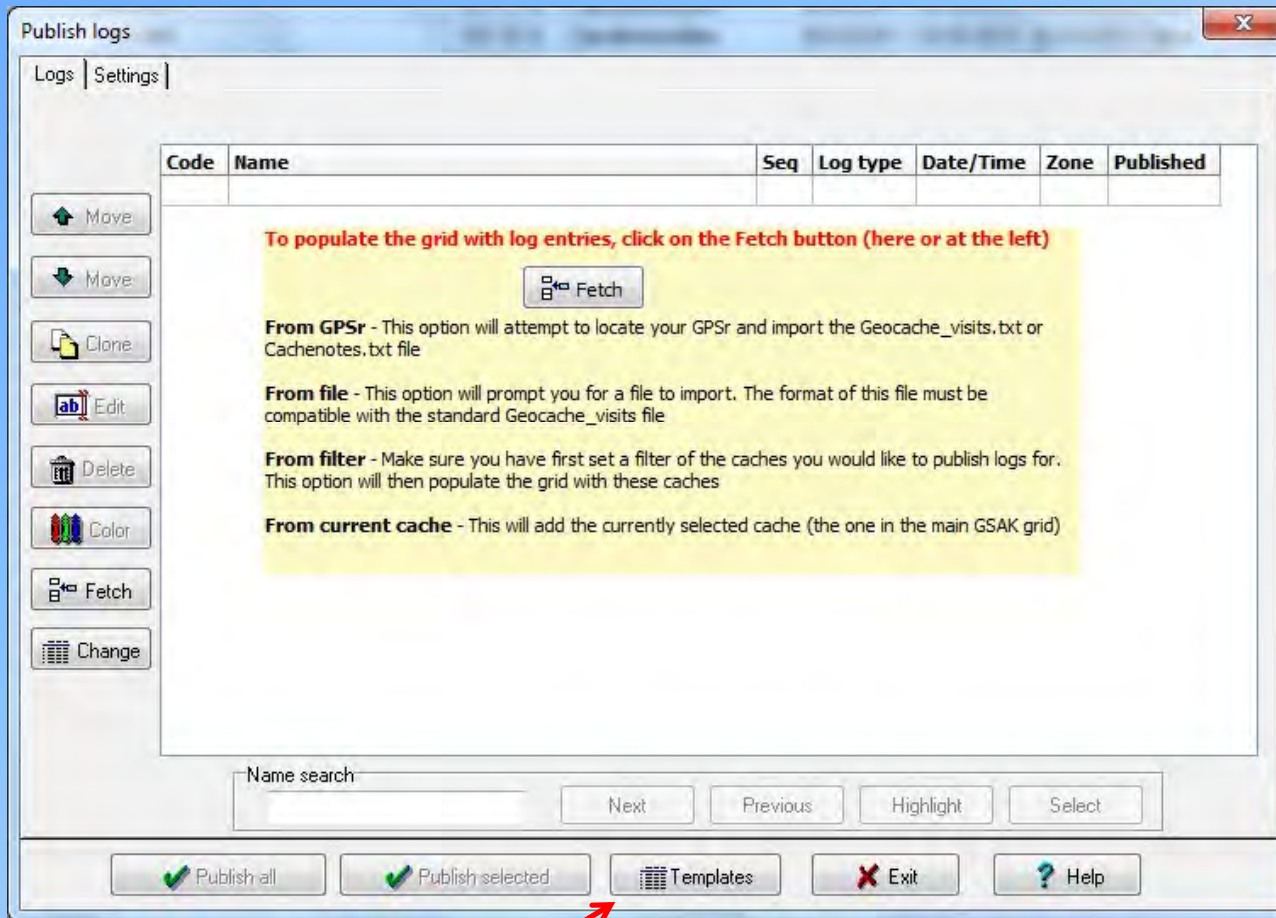 Publish logs
Logs Settings
Code Name Seq Log type Date/Time Zone Published
Move
Move
Clone
Edit
Delete
Color
Fetch
Change
To populate the grid with log entries, click on the Fetch button (here or at the left)
Fetch
From GPSr - This option will attempt to locate your GPSr and import the Geocache_visits.txt or
Cachenotes.txt file
From file - This option will prompt you for a file to import. The format of this file must be
compatible with the standard Geocache_visits file
From filter - Make sure you have first set a filter of the caches you would like to publish logs for.
This option will then populate the grid with these caches
From current cache - This will add the currently selected cache (the one in the main GSAK grid)
Name search
Next Previous Highlight Select
Publish all Publish selected Templates Exit Help